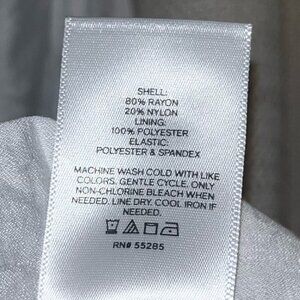 SHELL:
80% RAYON
20% NYLON
LINING:
100% POLYESTER
ELASTIC:
POLYESTER & SPANDEX
MACHINE WASH COLD WITH LIKE
COLORS. GENTLE CYCLE. ONLY
NON-CHLORINE BLEACH WHEN
NEEDED. LINE DRY. COOL IRON IF
NEEDED.
RN# 55285